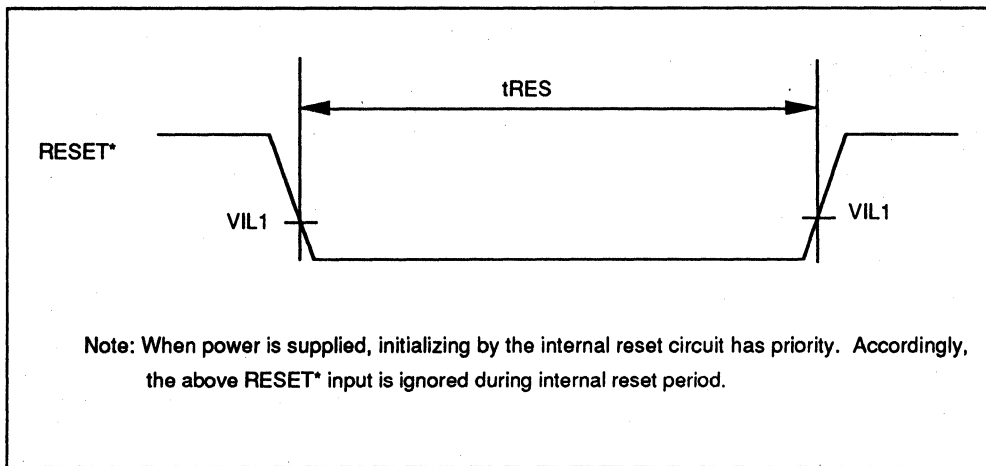 tRES
RESET*
VIL1
VIL1
Note: When power is supplied, initializing by the internal reset circuit has priority. Accordingly,
the above RESET* input is ignored during internal reset period.